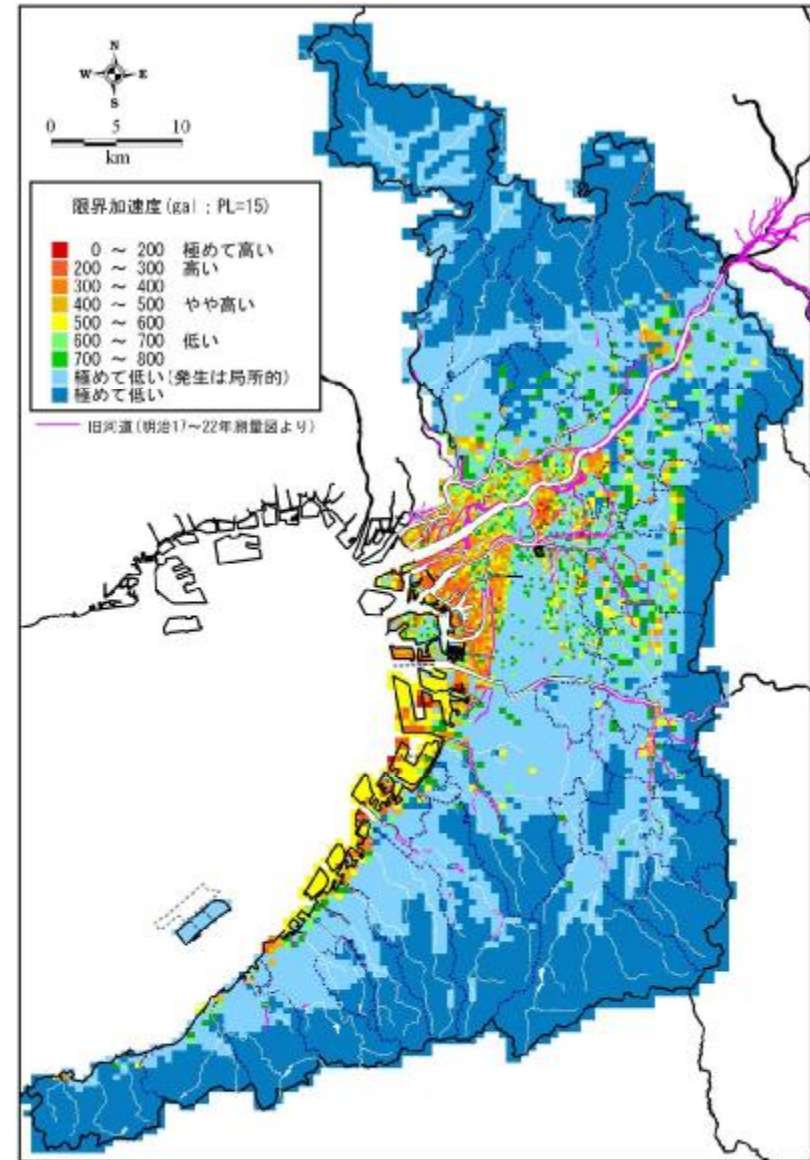 N
W E
S
0 5 10
km
限界加速度(gal : PL=15)
0 ～ 200 極めて高い
200 ～ 300 高い
300 ～ 400
400 ～ 500 やや高い
500 ～ 600
600 ～ 700 低い
700 ～ 800
極めて低い(発生は局所的)
極めて低い
旧河道(明治17～22年測量図より)